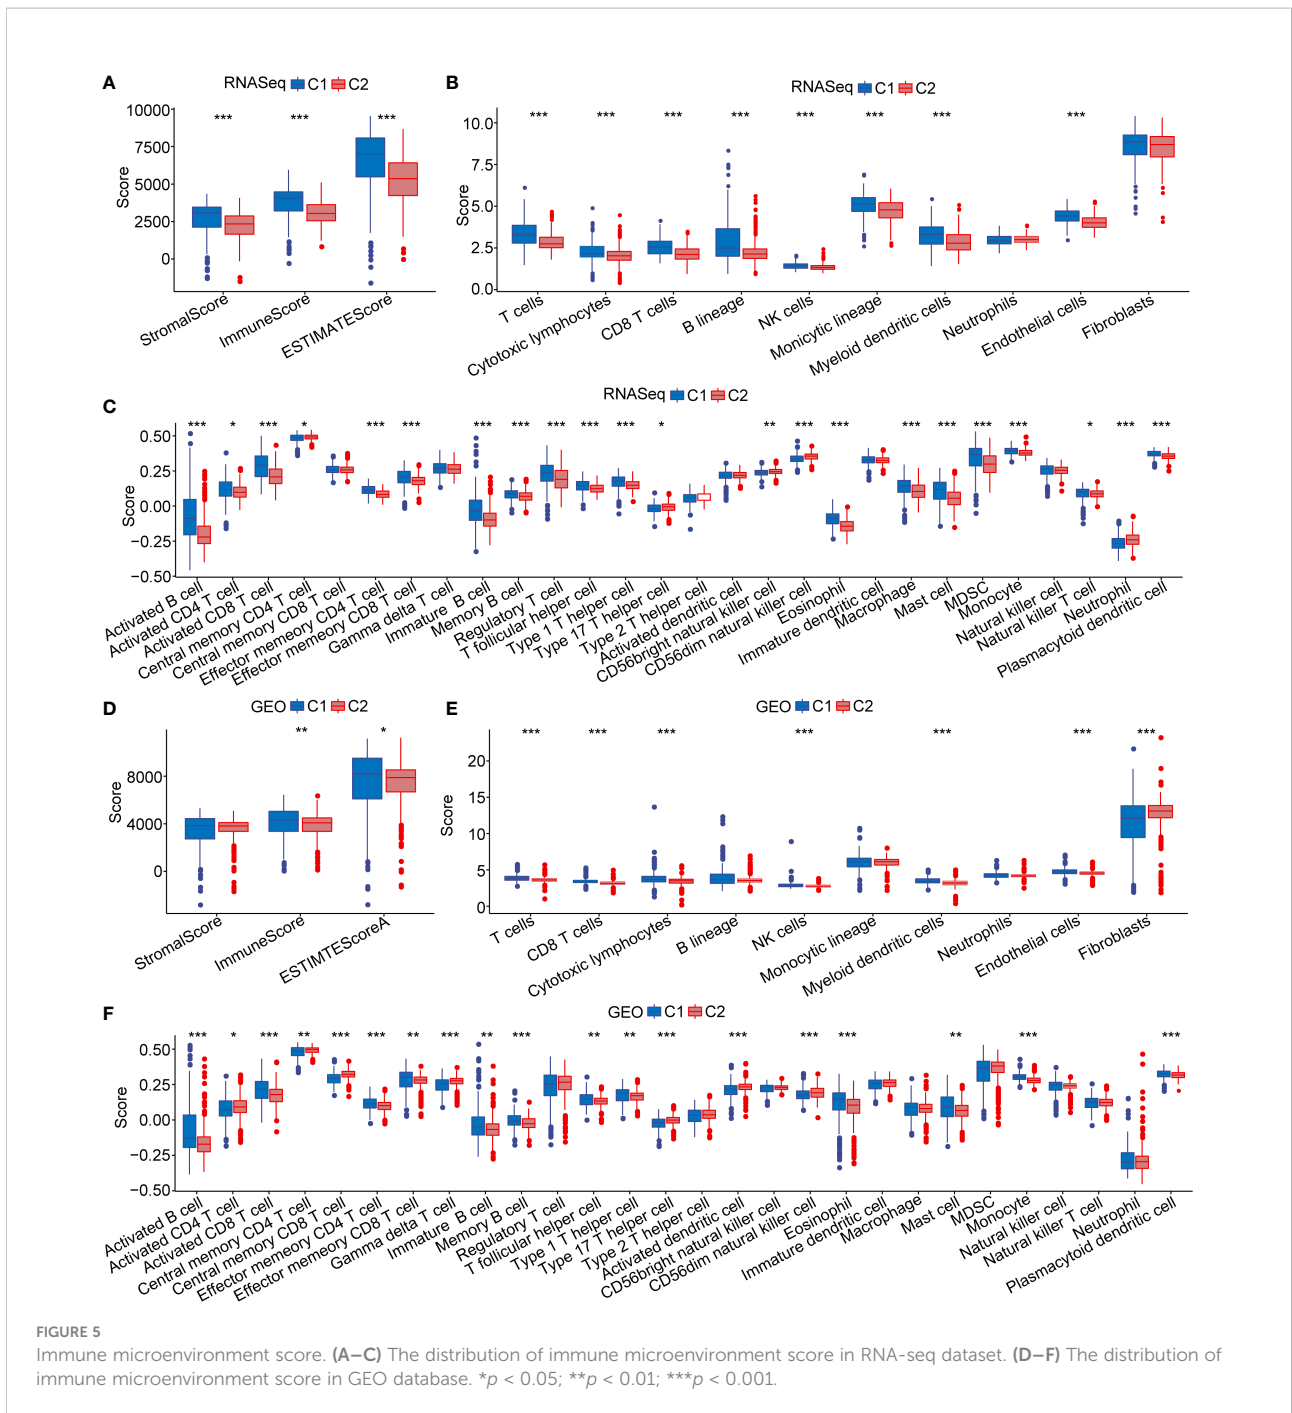 A
RNASeq C1 C2
Score
10000
7500
5000
2500
0
*** *** ***
StromalScore
ImmuneScore
ESTIMATEScore
B
RNASeq C1 C2
Score
10.0
7.5
5.0
2.5
0.0
*** *** *** *** *** *** *** ***
T cells
Cytotoxic lymphocytes
CD8 T cells
B lineage
NK cells
Monicytic lineage
Myeloid dendritic cells
Neutrophils
Endothelial cells
Fibroblasts
C
RNASeq C1 C2
Score
0.50
0.25
0.00
−0.25
−0.50
*** * *** * *** *** *** *** *** *** *** * ** *** *** *** *** *** *** * *** ***
Activated B cell
Activated CD4 T cell
Activated CD8 T cell
Central memory CD4 T cell
Central memory CD8 T cell
Effector memory CD4 T cell
Effector memory CD8 T cell
Gamma delta T cell
Immature B cell
Memory B cell
Regulatory T cell
T follicular helper cell
Type 1 T helper cell
Type 17 T helper cell
Type 2 T helper cell
Activated dendritic cell
CD56bright natural killer cell
CD56dim natural killer cell
Eosinophil
Immature dendritic cell
Macrophage
Mast cell
MDSC
Monocyte
Natural killer cell
Natural killer T cell
Neutrophil
Plasmacytoid dendritic cell
D
GEO C1 C2
Score
8000
4000
0
** *
StromalScore
ImmuneScore
ESTIMTEScoreA
E
GEO C1 C2
Score
20
15
10
5
0
*** *** *** *** *** *** ***
T cells
CD8 T cells
Cytotoxic lymphocytes
B lineage
NK cells
Monocytic lineage
Myeloid dendritic cells
Neutrophils
Endothelial cells
Fibroblasts
F
GEO C1 C2
Score
0.50
0.25
0.00
−0.25
−0.50
*** * *** ** *** *** ** *** ** *** ** ** *** *** *** *** ** *** ***
Activated B cell
Activated CD4 T cell
Activated CD8 T cell
Central memory CD4 T cell
Central memory CD8 T cell
Effector memory CD4 T cell
Effector memory CD8 T cell
Gamma delta T cell
Immature B cell
Memory B cell
Regulatory T cell
T follicular helper cell
Type 1 T helper cell
Type 17 T helper cell
Type 2 T helper cell
Activated dendritic cell
CD56bright natural killer cell
CD56dim natural killer cell
Eosinophil
Immature dendritic cell
Macrophage
Mast cell
MDSC
Monocyte
Natural killer cell
Natural killer T cell
Neutrophil
Plasmacytoid dendritic cell
FIGURE 5
Immune microenvironment score. (A–C) The distribution of immune microenvironment score in RNA-seq dataset. (D–F) The distribution of
immune microenvironment score in GEO database. *p < 0.05; **p < 0.01; ***p < 0.001.